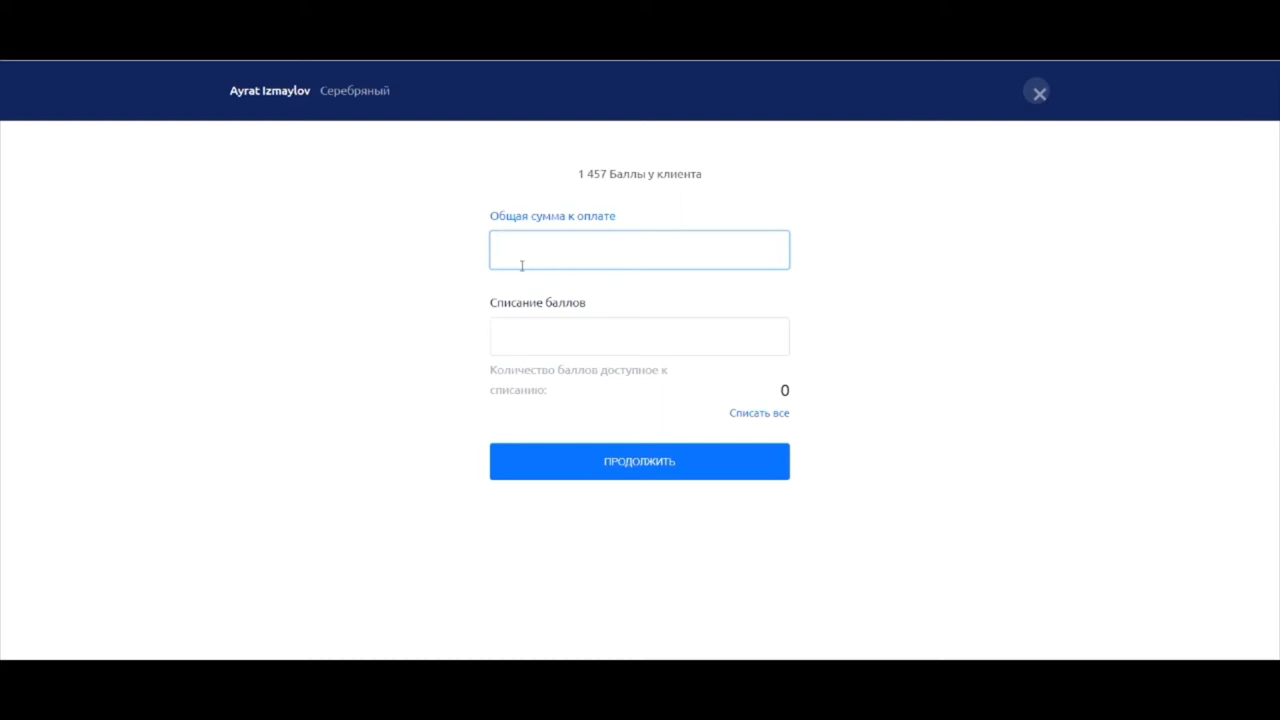 Ayrat Izmaylov Серебряный
1 457 Баллы у клиента
Общая сумма к оплате
Списание баллов
Количество баллов доступное к
списанию:
0
Списать все
ПРОДОЛЖИТЬ